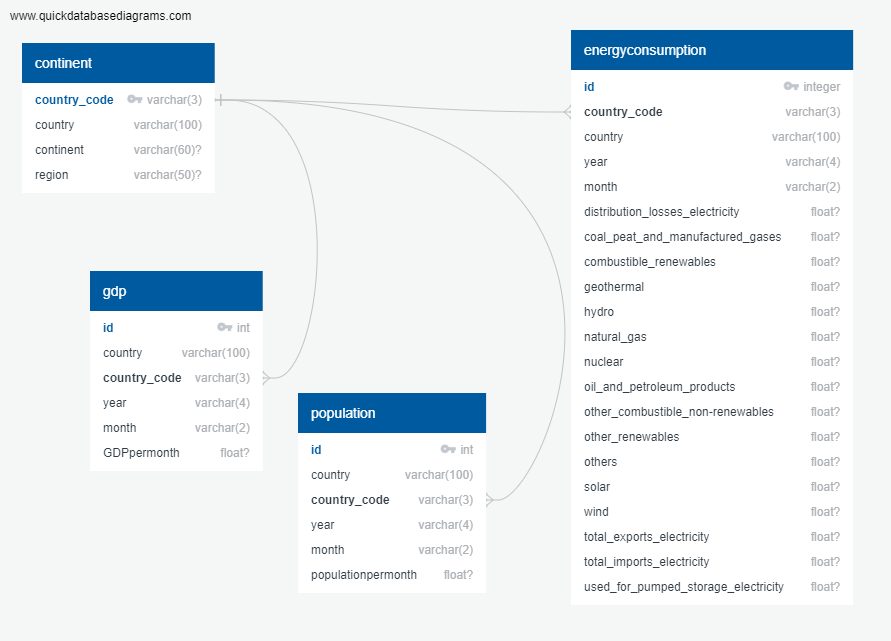 www.quickdatabasediagrams.com
continent
country_code varchar(3)
country varchar(100)
continent varchar(60)?
region varchar(50)?
gdp
id int
country varchar(100)
country_code varchar(3)
year varchar(4)
month varchar(2)
GDPpermonth float?
population
id int
country varchar(100)
country_code varchar(3)
year varchar(4)
month varchar(2)
populationpermonth float?
energyconsumption
id integer
country_code varchar(3)
country varchar(100)
year varchar(4)
month varchar(2)
distribution_losses_electricity float?
coal_peat_and_manufactured_gases float?
combustible_renewables float?
geothermal float?
hydro float?
natural_gas float?
nuclear float?
oil_and_petroleum_products float?
other_combustible_non-renewables float?
other_renewables float?
others float?
solar float?
wind float?
total_exports_electricity float?
total_imports_electricity float?
used_for_pumped_storage_electricity float?